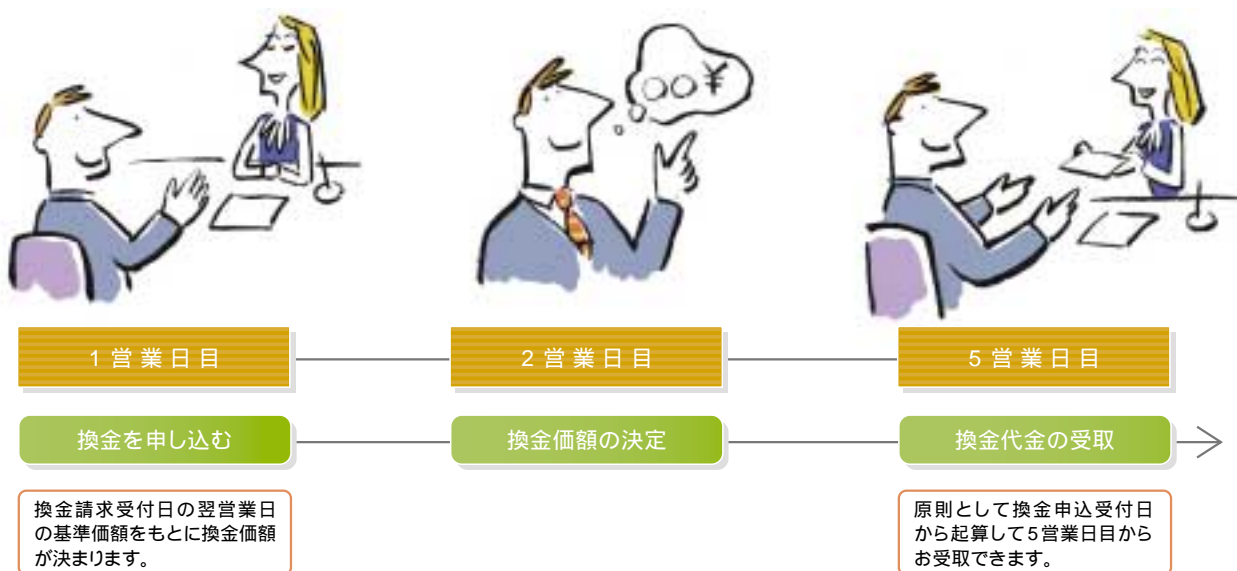 ○○¥
1営業日目
2営業日目
5営業日目
換金を申し込む
換金価額の決定
換金代金の受取
換金請求受付日の翌営業日
の基準価額をもとに換金価額
が決まります。
原則として換金申込受付日
から起算して5営業日目から
お受取できます。